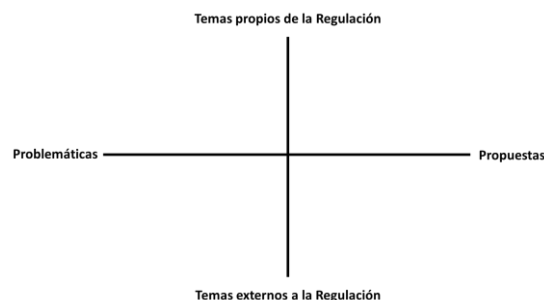 Temas propios de la Regulación
Problemáticas
Propuestas
Temas externos a la Regulación